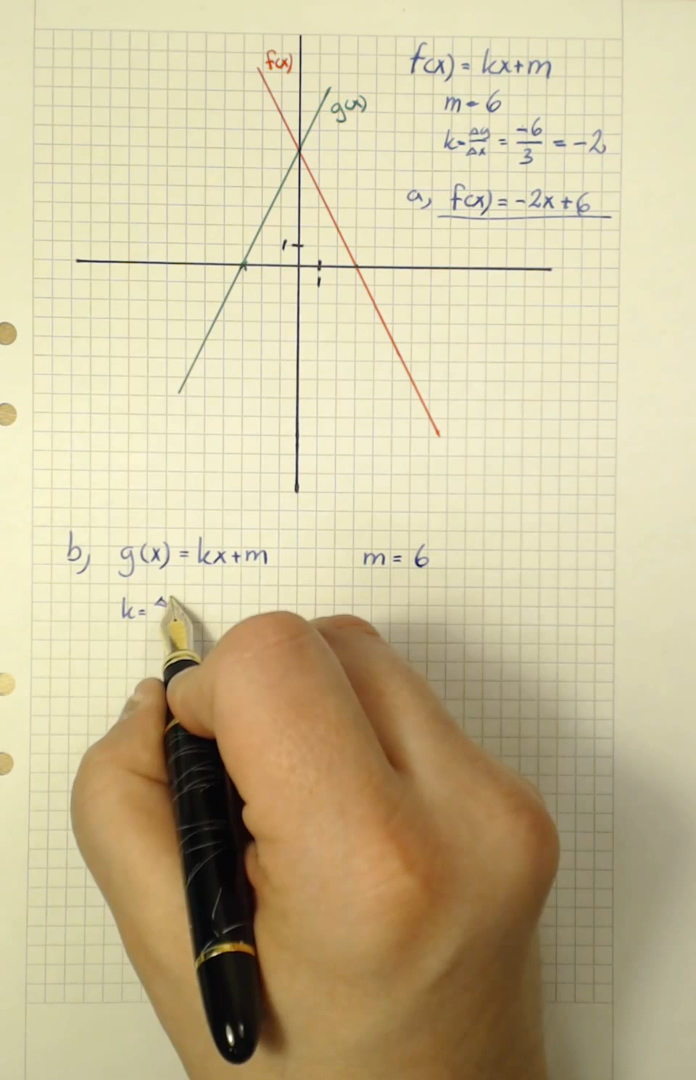 f(x)
g(x)
1
1
f(x) = kx+m
m = 6
k = Δy/Δx = -6/3 = -2
a, f(x) = -2x + 6
b, g(x) = kx+m m = 6
k = Δ